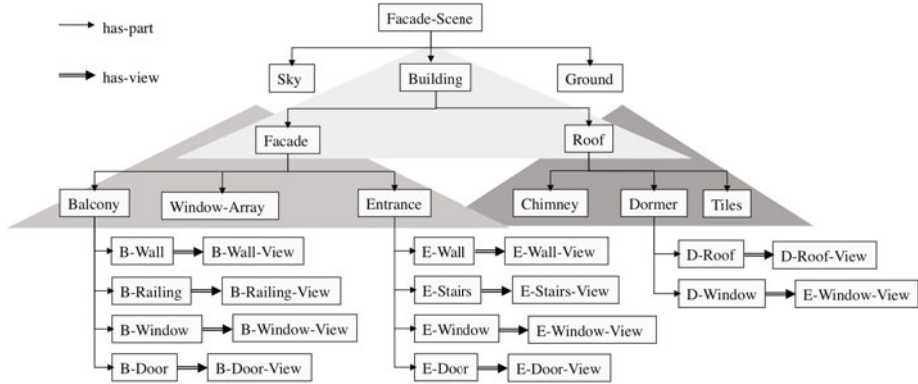 Facade-Scene
has-part
has-view
Sky
Building
Ground
Facade
Roof
Balcony
Window-Array
Entrance
Chimney
Dormer
Tiles
B-Wall
B-Wall-View
E-Wall
E-Wall-View
D-Roof
D-Roof-View
B-Railing
B-Railing-View
E-Stairs
E-Stairs-View
D-Window
E-Window-View
B-Window
B-Window-View
E-Window
E-Window-View
B-Door
B-Door-View
E-Door
E-Door-View